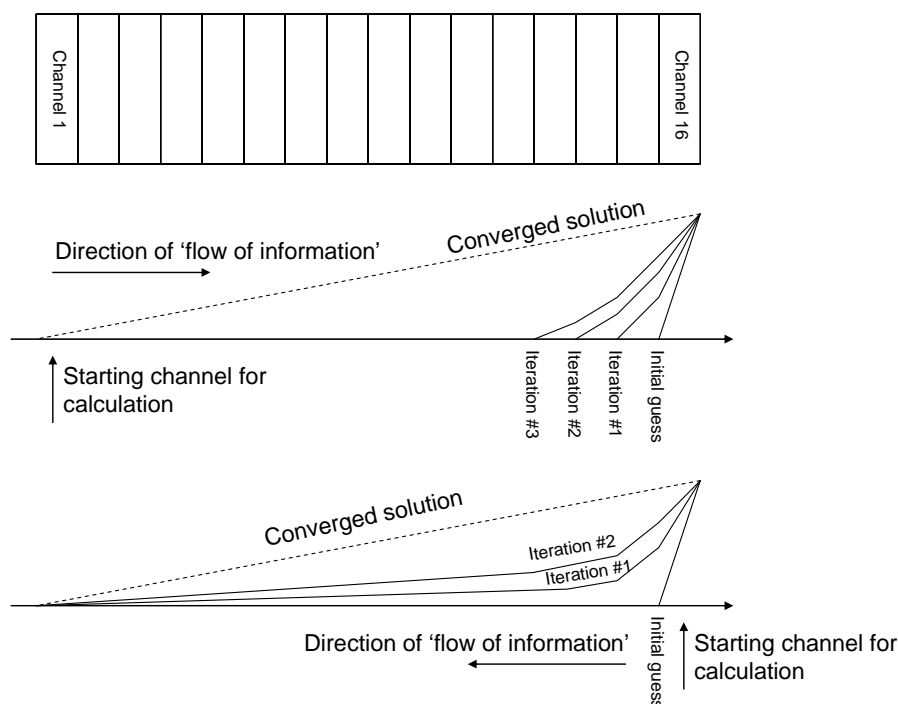 Channel 1
Channel 16
Converged solution
Direction of ‘flow of information’
Starting channel for
calculation
Iteration #3
Iteration #2
Iteration #1
Initial guess
Converged solution
Iteration #2
Iteration #1
Direction of ‘flow of information’
Initial guess
Starting channel for
calculation